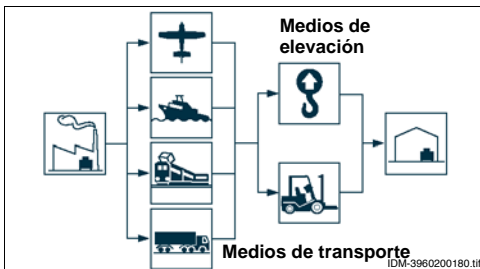 Medios de
elevación
Medios de transporte
IDM-3960200180.tif